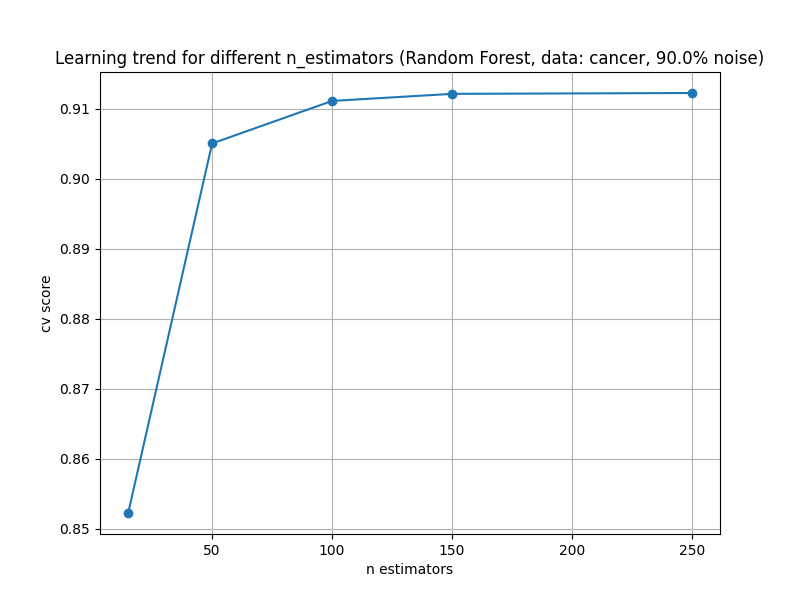 Learning trend for different n_estimators (Random Forest, data: cancer, 90.0% noise)
0.91
0.90
0.89
0.88
0.87
0.86
0.85
cv score
50 100 150 200 250
n estimators